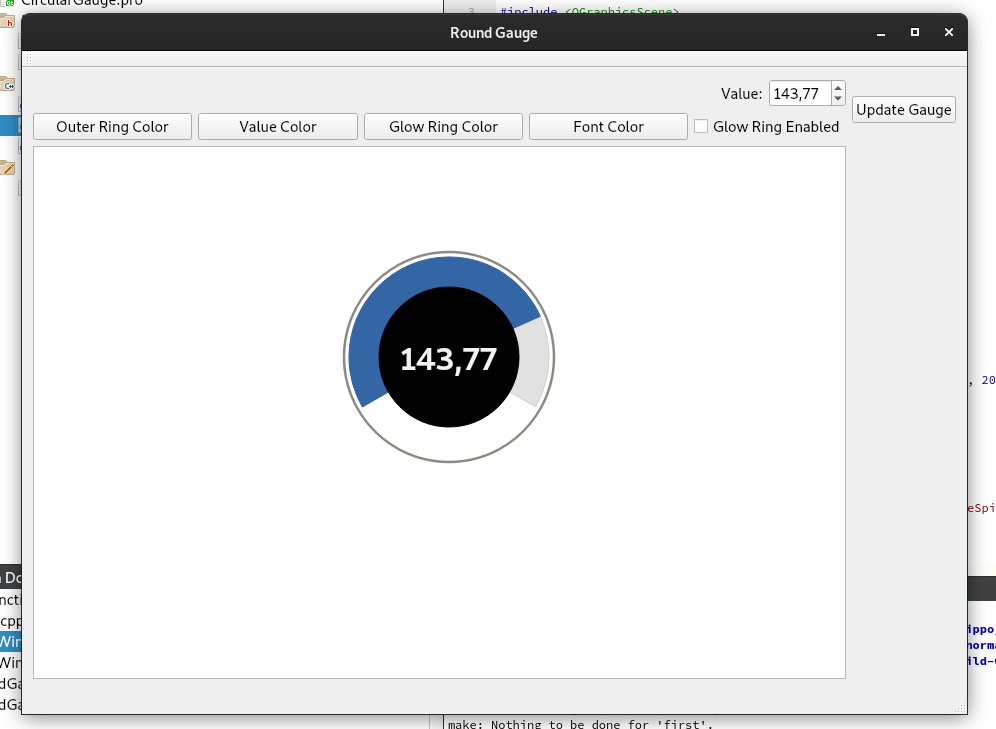 CircularGauge.pro
3 #include <QGraphicsScene>
Round Gauge
Value: 143,77
Update Gauge
Outer Ring Color Value Color Glow Ring Color Font Color Glow Ring Enabled
143,77
, 20
eSpi
n Do
ncti
ippo
.cpp
Win
norma
Win
ild-
dGa
dGa
make: Nothing to be done for 'first'.